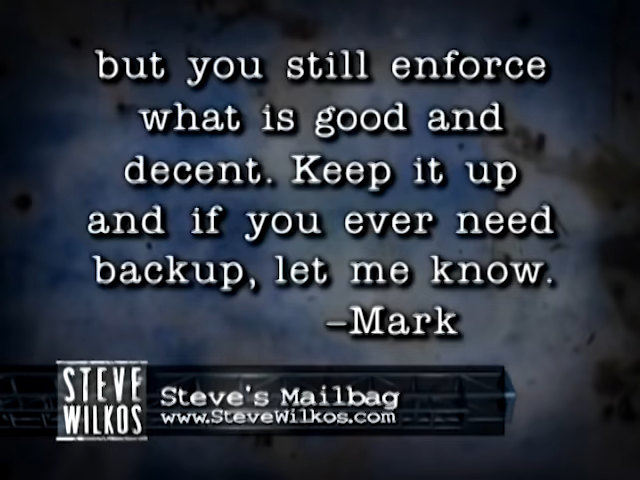 but you still enforce
what is good and
decent. Keep it up
and if you ever need
backup, let me know.
–Mark
STEVE
WILKOS
Steve's Mailbag
www.SteveWilkos.com